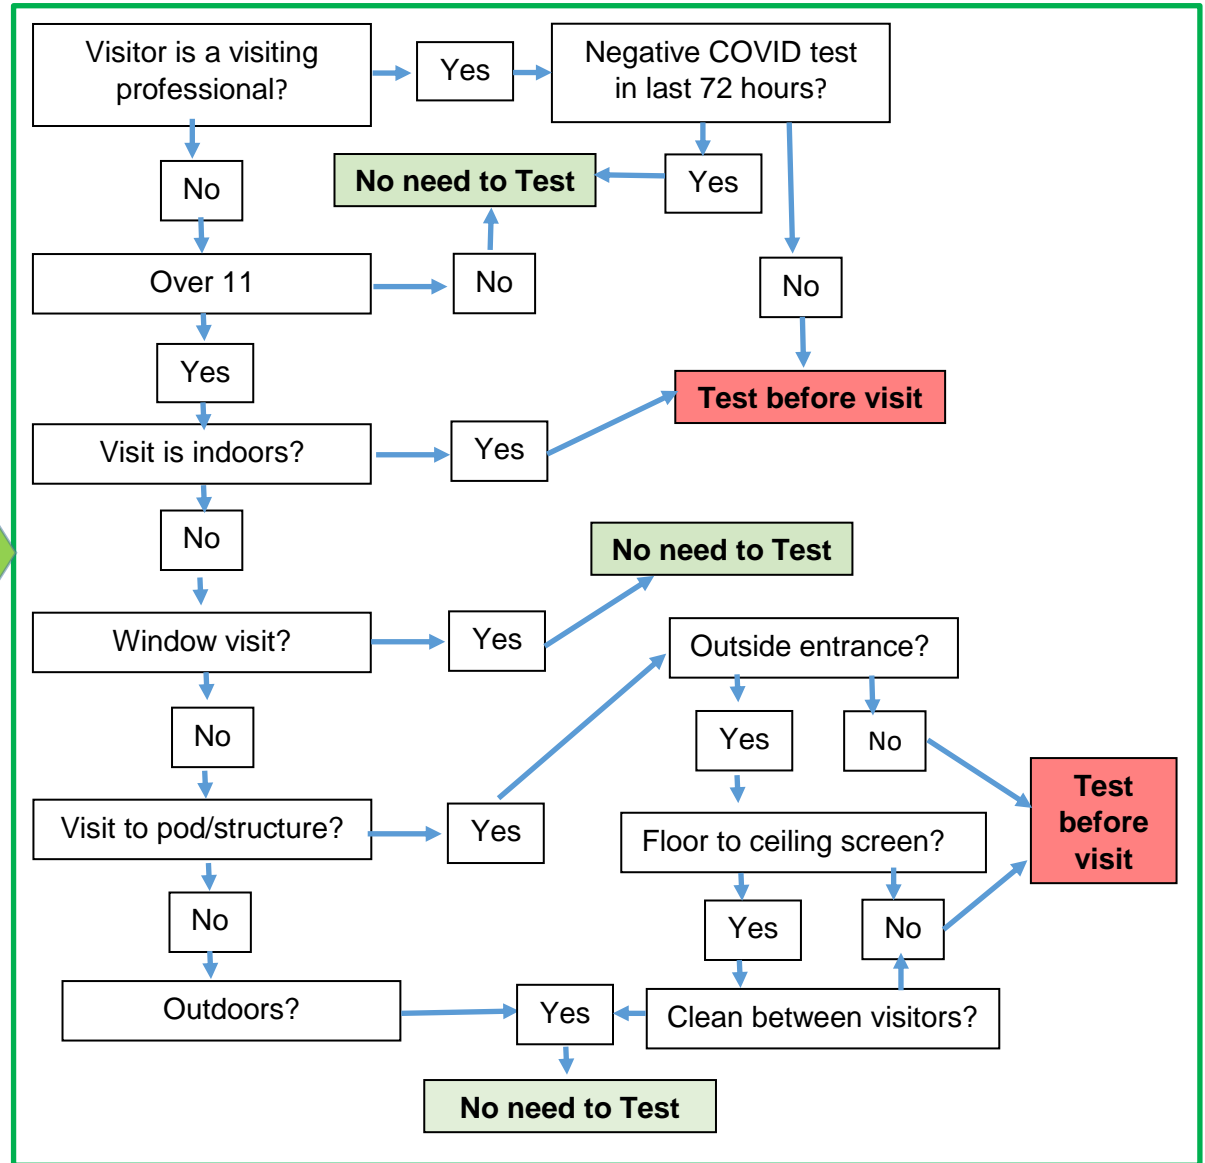 Visitor is a visiting
professional?
Yes
Negative COVID test
in last 72 hours?
No
No need to Test
Yes
Over 11
No
No
Yes
Test before visit
Visit is indoors?
Yes
No
No need to Test
Window visit?
Yes
Outside entrance?
No
Yes
No
Test
before
visit
Visit to pod/structure?
Yes
Floor to ceiling screen?
No
Yes
No
Outdoors?
Yes
Clean between visitors?
No need to Test